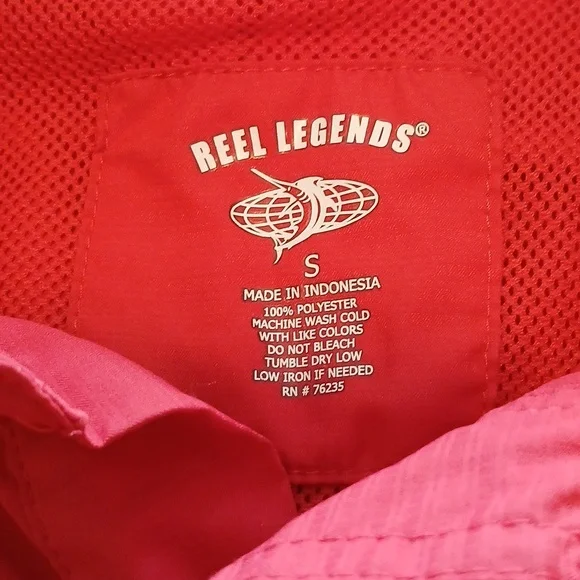 REEL LEGENDS®
S
MADE IN INDONESIA
100% POLYESTER
MACHINE WASH COLD
WITH LIKE COLORS
DO NOT BLEACH
TUMBLE DRY LOW
LOW IRON IF NEEDED
RN # 76235